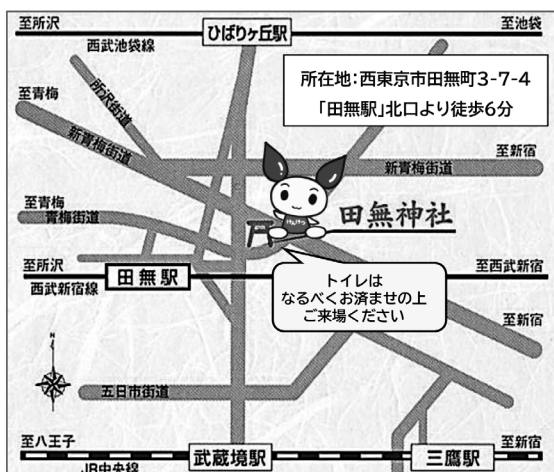 至所沢
ひばりヶ丘駅
至池袋
西武池袋線
所在地:西東京市田無町3-7-4
「田無駅」北口より徒歩6分
至青梅
所沢街道
新青梅街道
新青梅街道
至新宿
至青梅
青梅街道
けんけつ
田無神社
至所沢
田無駅
至西武新宿
西武新宿線
トイレは
なるべくお済ませの上
ご来場ください
至新宿
N
五日市街道
至八王子
武蔵境駅
三鷹駅
至新宿
JR中央線